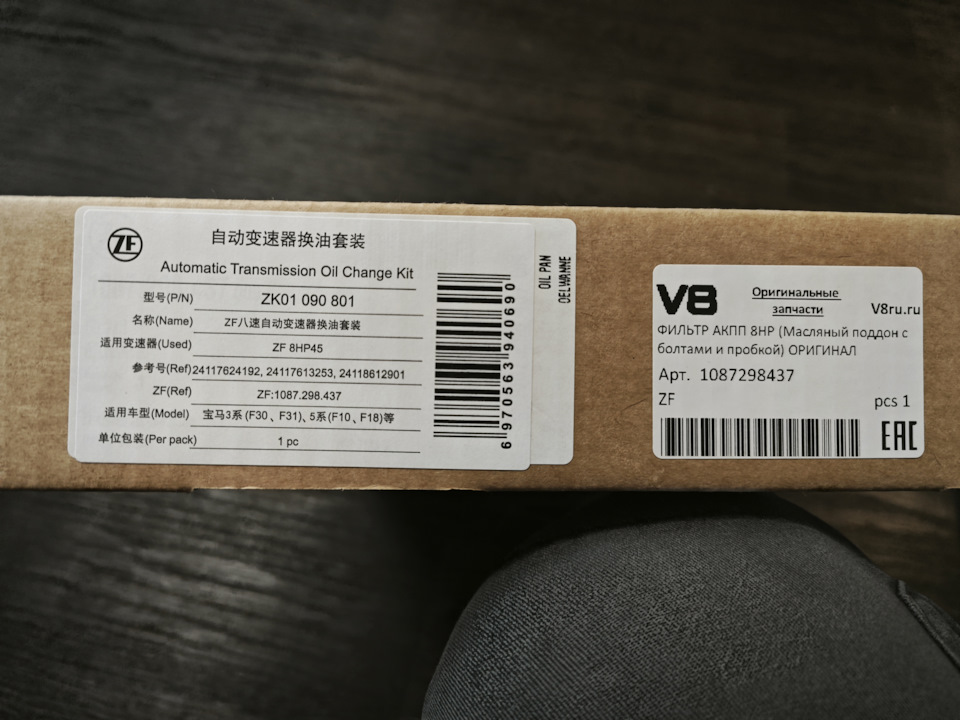 ZF
自动变速器换油套装
Automatic Transmission Oil Change Kit
型号(P/N) ZK01 090 801
名称(Name) ZF八速自动变速器换油套装
适用变速器(Used) ZF 8HP45
参考号(Ref) 24117624192, 24117613253, 24118612901
ZF(Ref) ZF:1087.298.437
适用车型(Model) 宝马3系 (F30、F31)、5系(F10、F18)等
单位包装(Per pack) 1 pc
6970563940690
OIL PAN
OELWANNE
V8
Оригинальные
запчасти
V8ru.ru
ФИЛЬТР АКПП 8HP (Масляный поддон с
болтами и пробкой) ОРИГИНАЛ
Арт. 1087298437
ZF pcs 1
EAC